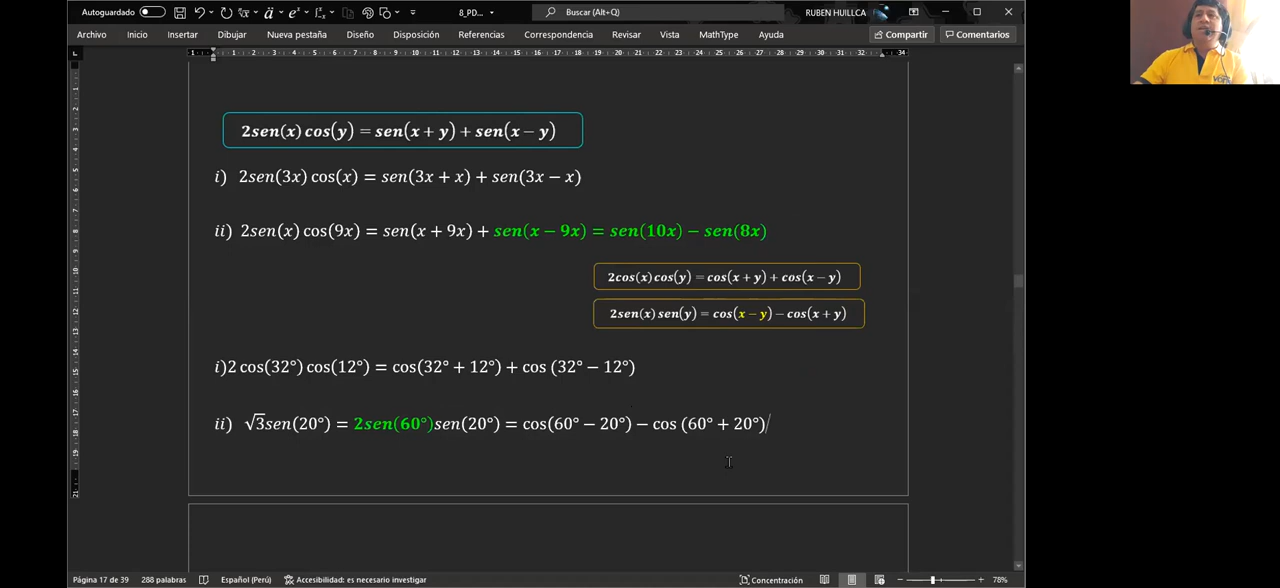 Autoguardado 8_PD... Buscar (Alt+Q) RUBEN HUILLCA
Archivo Inicio Insertar Dibujar Nueva pestaña Diseño Disposición Referencias Correspondencia Revisar Vista MathType Ayuda Compartir Comentarios
2sen(x) cos(y) = sen(x + y) + sen(x − y)
i) 2sen(3x) cos(x) = sen(3x + x) + sen(3x − x)
ii) 2sen(x) cos(9x) = sen(x + 9x) + sen(x − 9x) = sen(10x) − sen(8x)
2cos(x) cos(y) = cos(x + y) + cos(x − y)
2sen(x) sen(y) = cos(x − y) − cos(x + y)
i)2 cos(32°) cos(12°) = cos(32° + 12°) + cos (32° − 12°)
ii) √3sen(20°) = 2sen(60°)sen(20°) = cos(60° − 20°) − cos (60° + 20°)
Página 17 de 39 288 palabras Español (Perú) Accesibilidad: es necesario investigar Concentración 78%